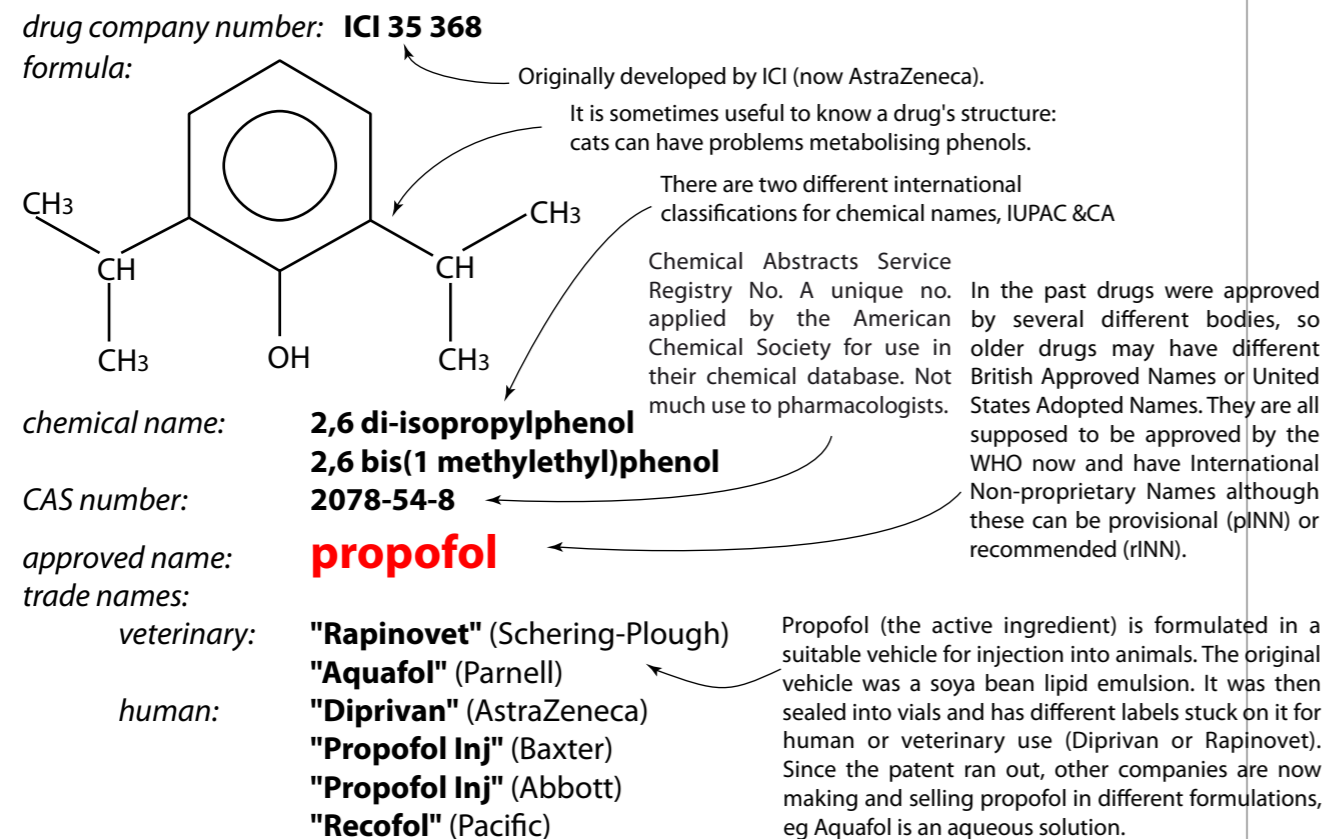 drug company number: ICI 35 368
formula:
Originally developed by ICI (now AstraZeneca).
It is sometimes useful to know a drug's structure:
cats can have problems metabolising phenols.
There are two different international
classifications for chemical names, IUPAC &CA
CH3
CH3
CH
CH
CH3
OH
CH3
Chemical Abstracts Service
Registry No. A unique no.
applied by the American
Chemical Society for use in
their chemical database. Not
much use to pharmacologists.
In the past drugs were approved
by several different bodies, so
older drugs may have different
British Approved Names or United
States Adopted Names. They are all
supposed to be approved by the
WHO now and have International
Non-proprietary Names although
these can be provisional (pINN) or
recommended (rINN).
chemical name: 2,6 di-isopropylphenol
2,6 bis(1 methylethyl)phenol
CAS number: 2078-54-8
approved name: propofol
trade names:
veterinary: "Rapinovet" (Schering-Plough)
"Aquafol" (Parnell)
human: "Diprivan" (AstraZeneca)
"Propofol Inj" (Baxter)
"Propofol Inj" (Abbott)
"Recofol" (Pacific)
Propofol (the active ingredient) is formulated in a
suitable vehicle for injection into animals. The original
vehicle was a soya bean lipid emulsion. It was then
sealed into vials and has different labels stuck on it for
human or veterinary use (Diprivan or Rapinovet).
Since the patent ran out, other companies are now
making and selling propofol in different formulations,
eg Aquafol is an aqueous solution.